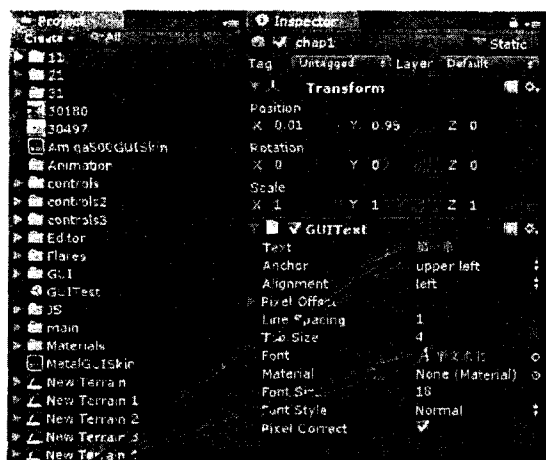 Project
Create
All
11
21
31
30180
30497
Amiga500GUISkin
Animation
controls
controls2
controls3
Editor
Flares
GUI
GUITest
JS
main
Materials
MetalGUISkin
New Terrain
New Terrain 1
New Terrain 2
New Terrain 3
New Terrain
Inspector
chap1
Static
Tag Untagged Layer Default
Transform
Position
X 0.01 Y 0.95 Z 0
Rotation
X 0 Y 0 Z 0
Scale
X 1 Y 1 Z 1
GUIText
Text
Anchor upper left
Alignment left
Pixel Offset
Line Spacing 1
Tab Size 4
Font
Material None (Material)
Font Size 18
Font Style Normal
Pixel Correct